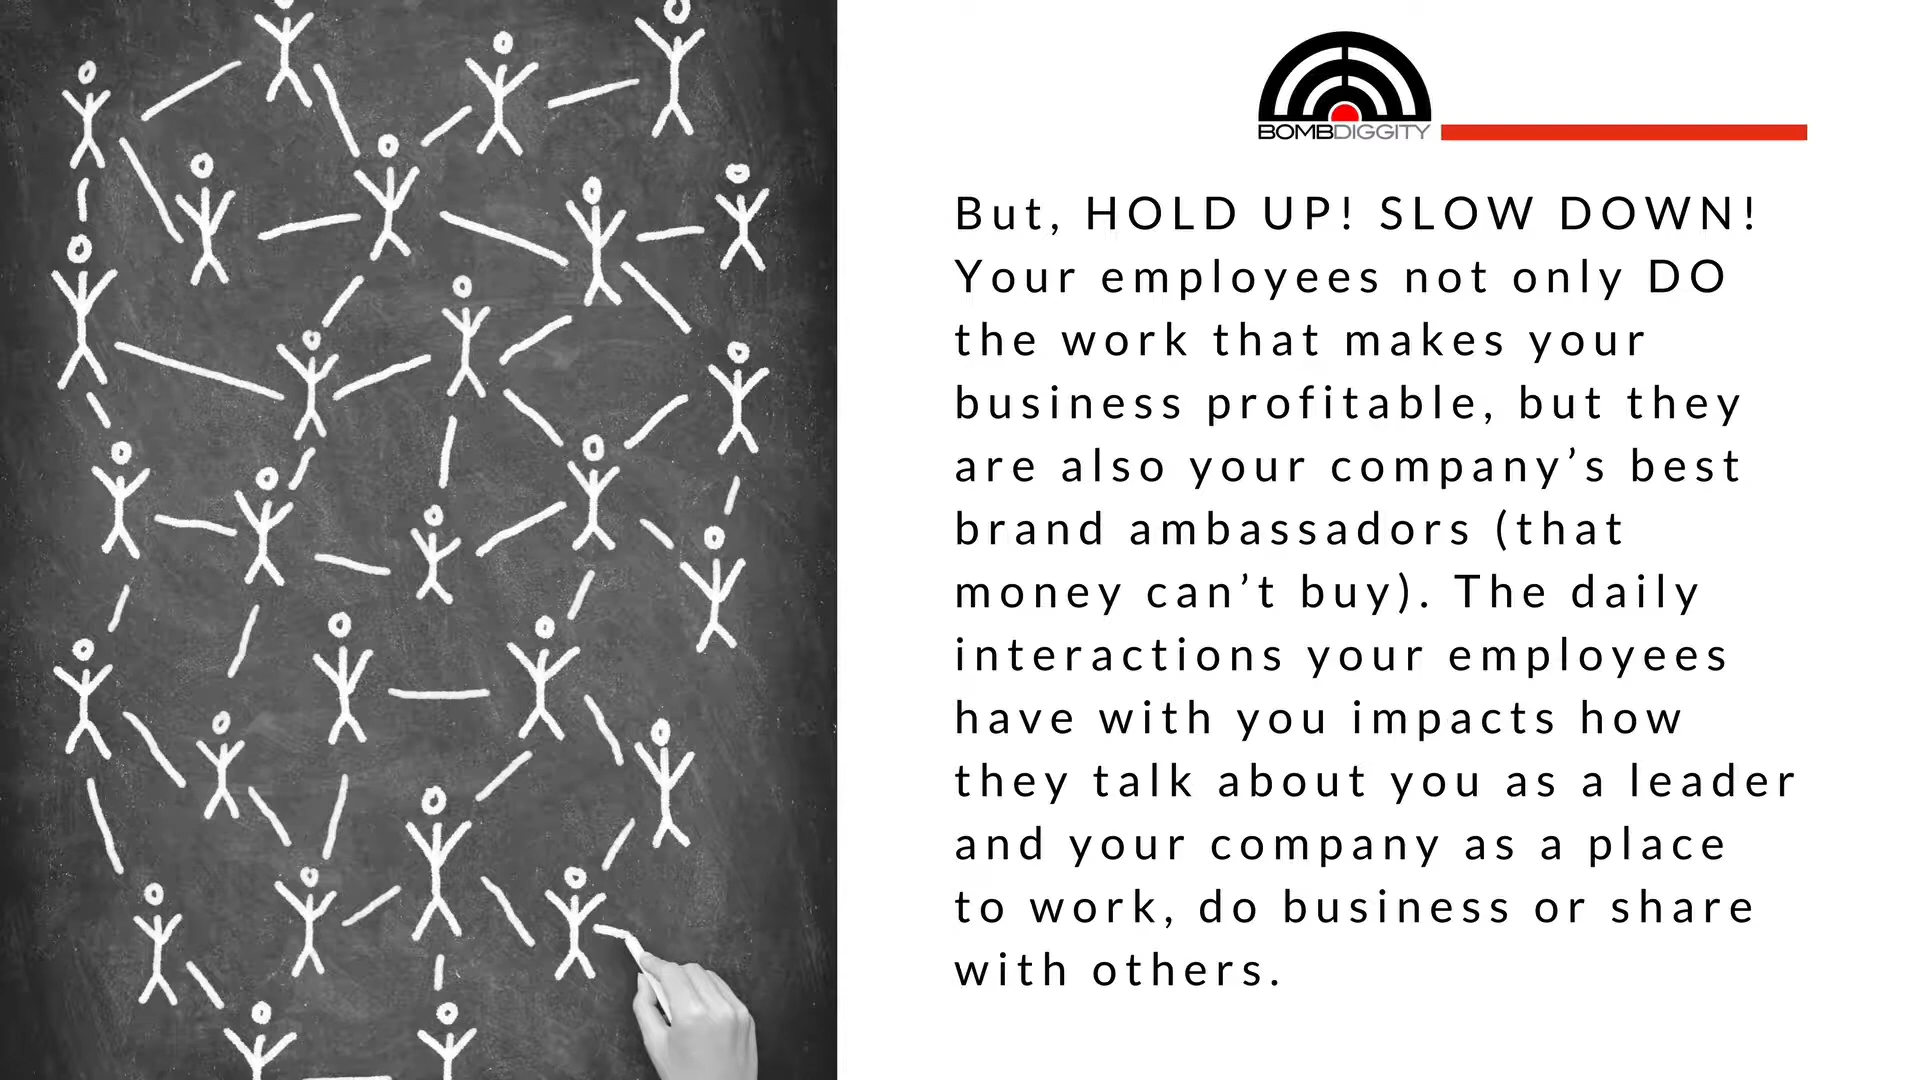 BOMBDIGGITY
But, HOLD UP! SLOW DOWN!
Your employees not only DO
the work that makes your
business profitable, but they
are also your company’s best
brand ambassadors (that
money can’t buy). The daily
interactions your employees
have with you impacts how
they talk about you as a leader
and your company as a place
to work, do business or share
with others.